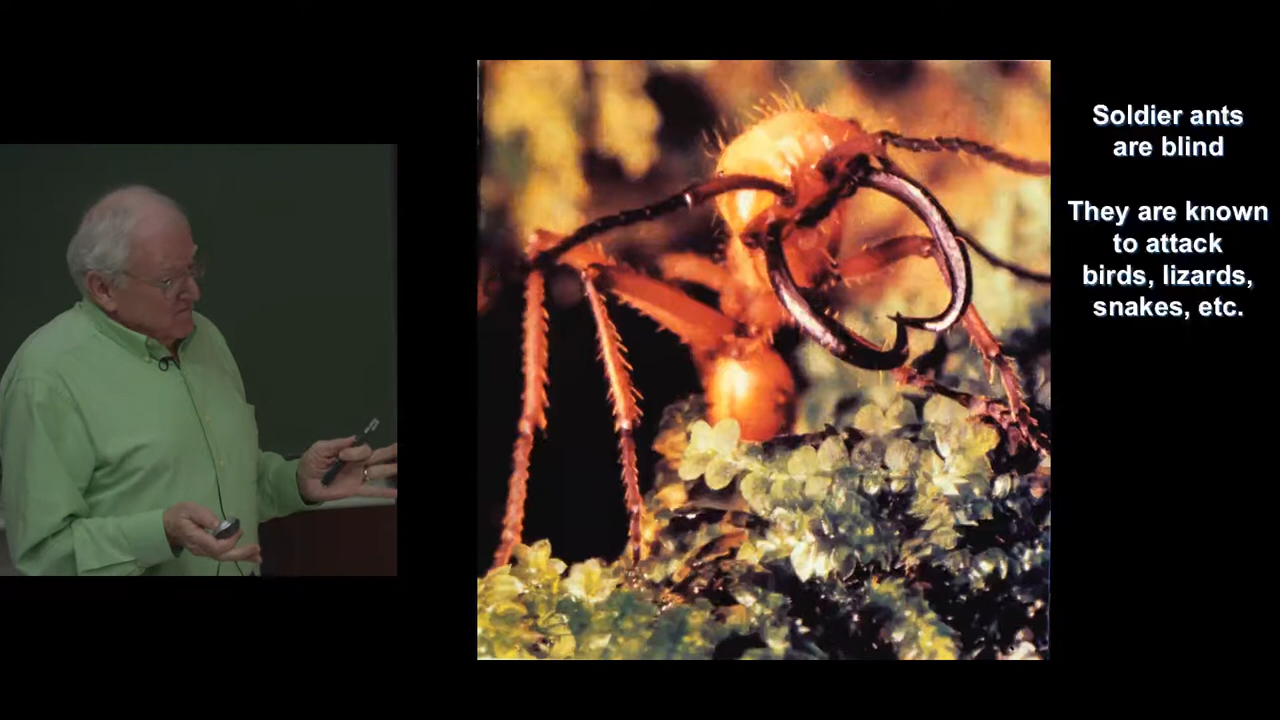 Soldier ants
are blind
They are known
to attack
birds, lizards,
snakes, etc.